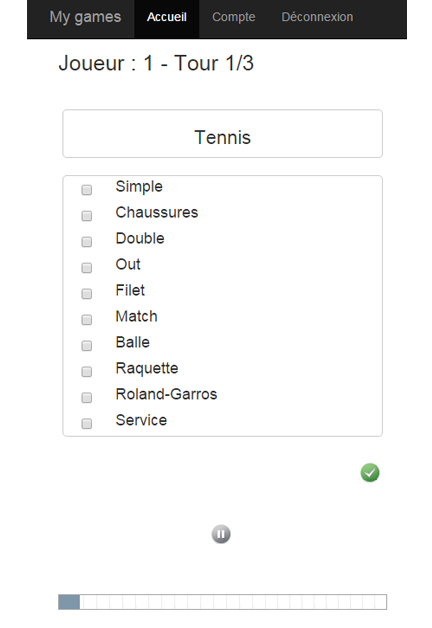 My games Accueil Compte Déconnexion
Joueur : 1 - Tour 1/3
Tennis
Simple
Chaussures
Double
Out
Filet
Match
Balle
Raquette
Roland-Garros
Service